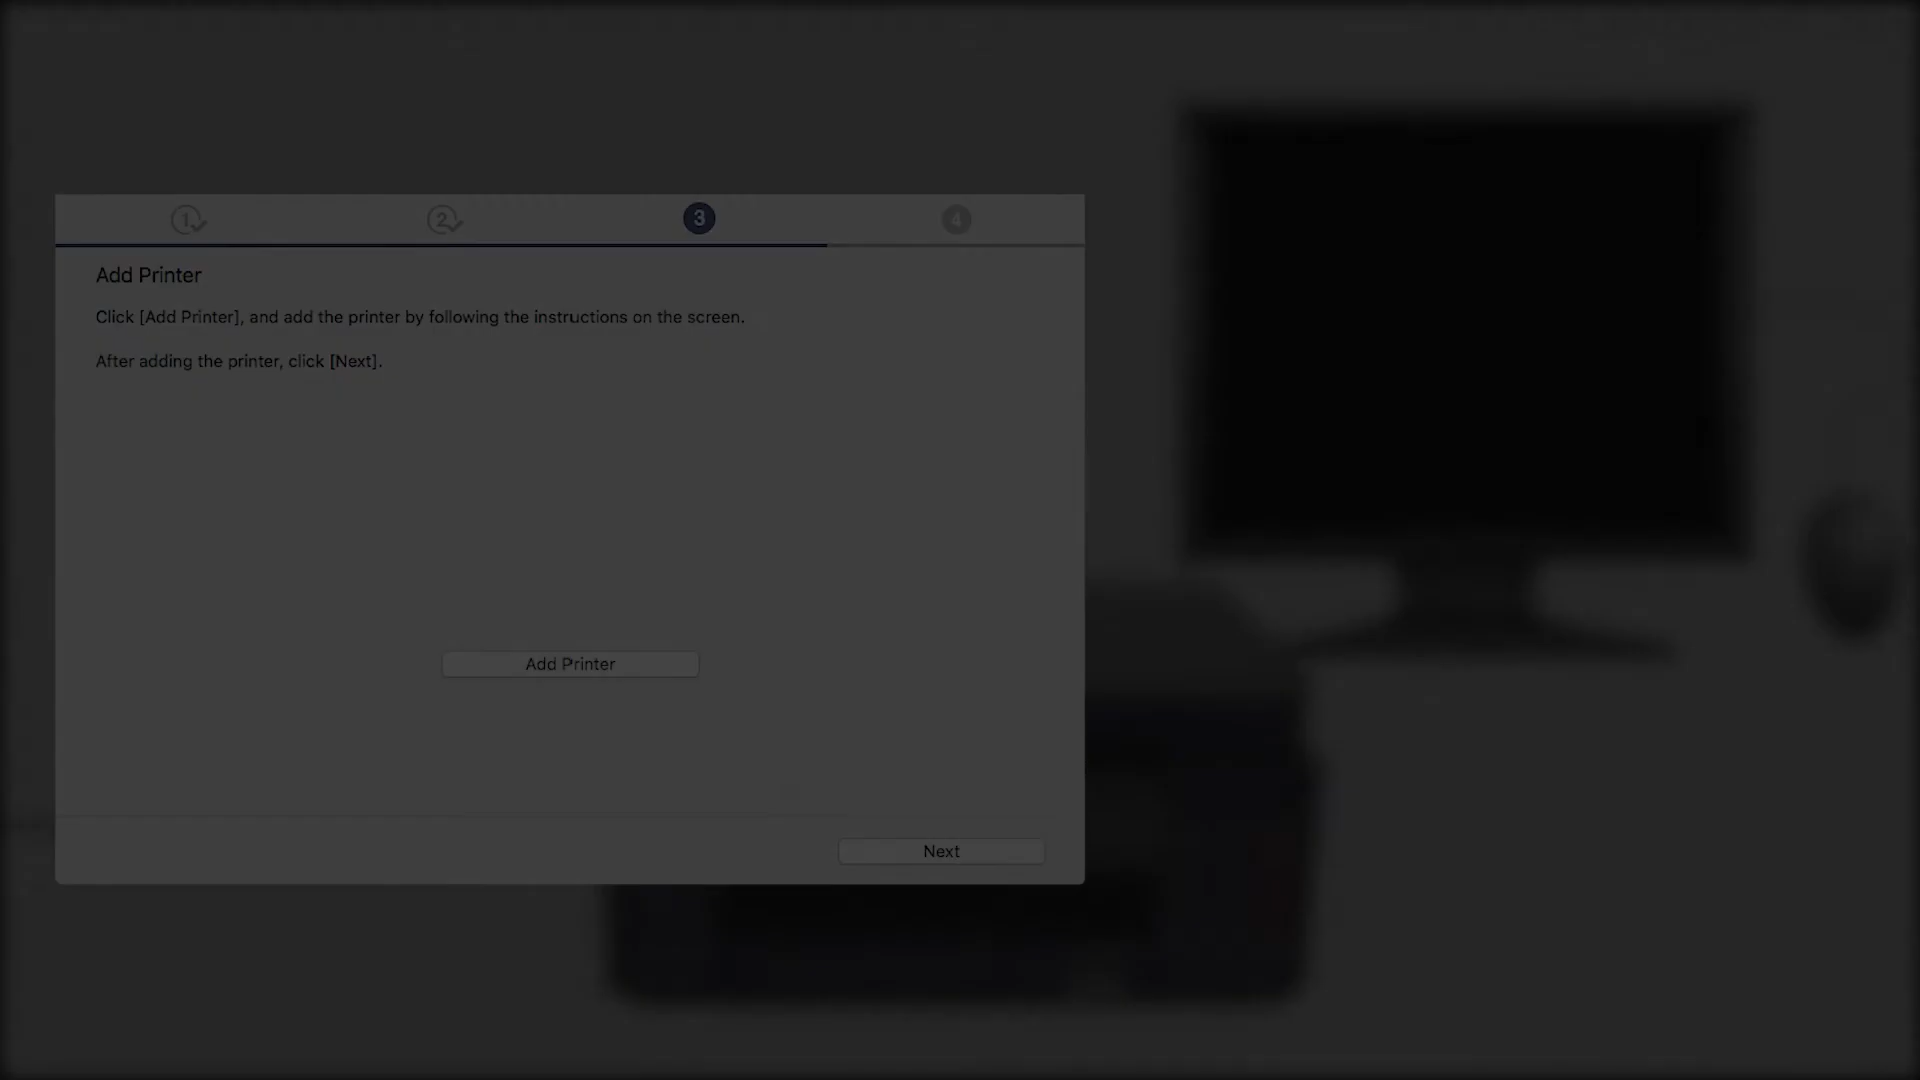 1 2 3 4
Add Printer
Click [Add Printer], and add the printer by following the instructions on the screen.
After adding the printer, click [Next].
Add Printer
Next